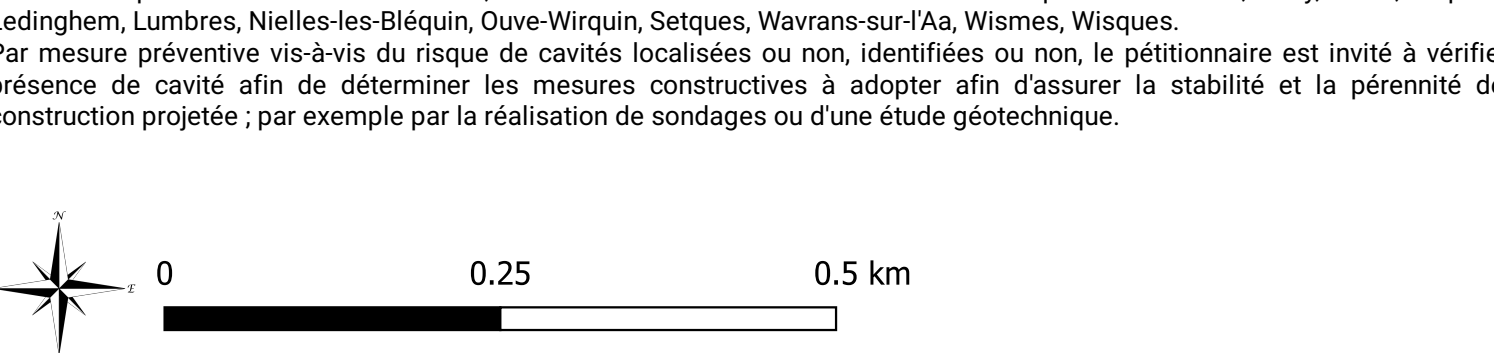 Ledinghem, Lumbres, Nielles-les-Bléquin, Ouve-Wirquin, Setques, Wavrans-sur-l'Aa, Wismes, Wisques.
Par mesure préventive vis-à-vis du risque de cavités localisées ou non, identifiées ou non, le pétitionnaire est invité à vérifie
présence de cavité afin de déterminer les mesures constructives à adopter afin d'assurer la stabilité et la pérennité de
construction projetée ; par exemple par la réalisation de sondages ou d'une étude géotechnique.
N
E
0 0.25 0.5 km